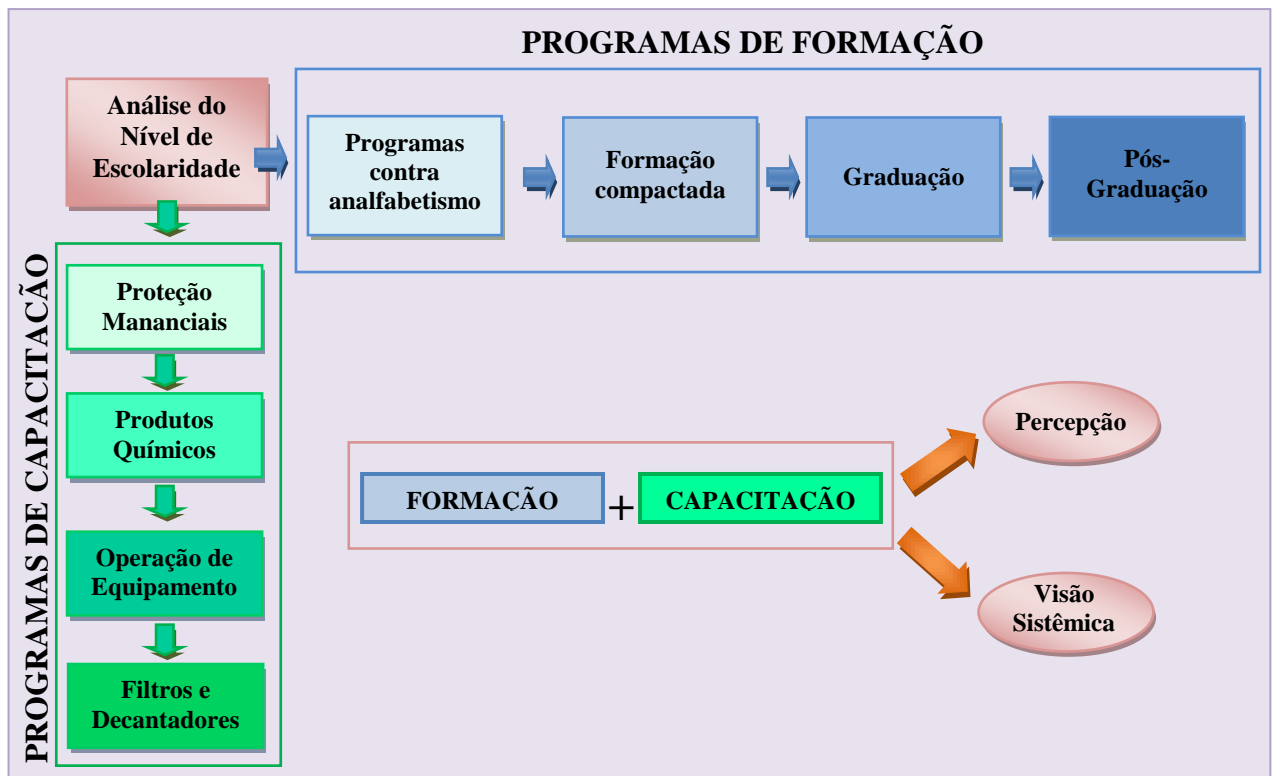 PROGRAMAS DE FORMAÇÃO
Análise do
Nível de
Escolaridade
Programas
contra
analfabetismo
Formação
compactada
Graduação
Pós-
Graduação
PROGRAMAS DE CAPACITAÇÃO
Proteção
Mananciais
Produtos
Químicos
Operação de
Equipamento
Filtros e
Decantadores
FORMAÇÃO
+
CAPACITAÇÃO
Percepção
Visão
Sistêmica